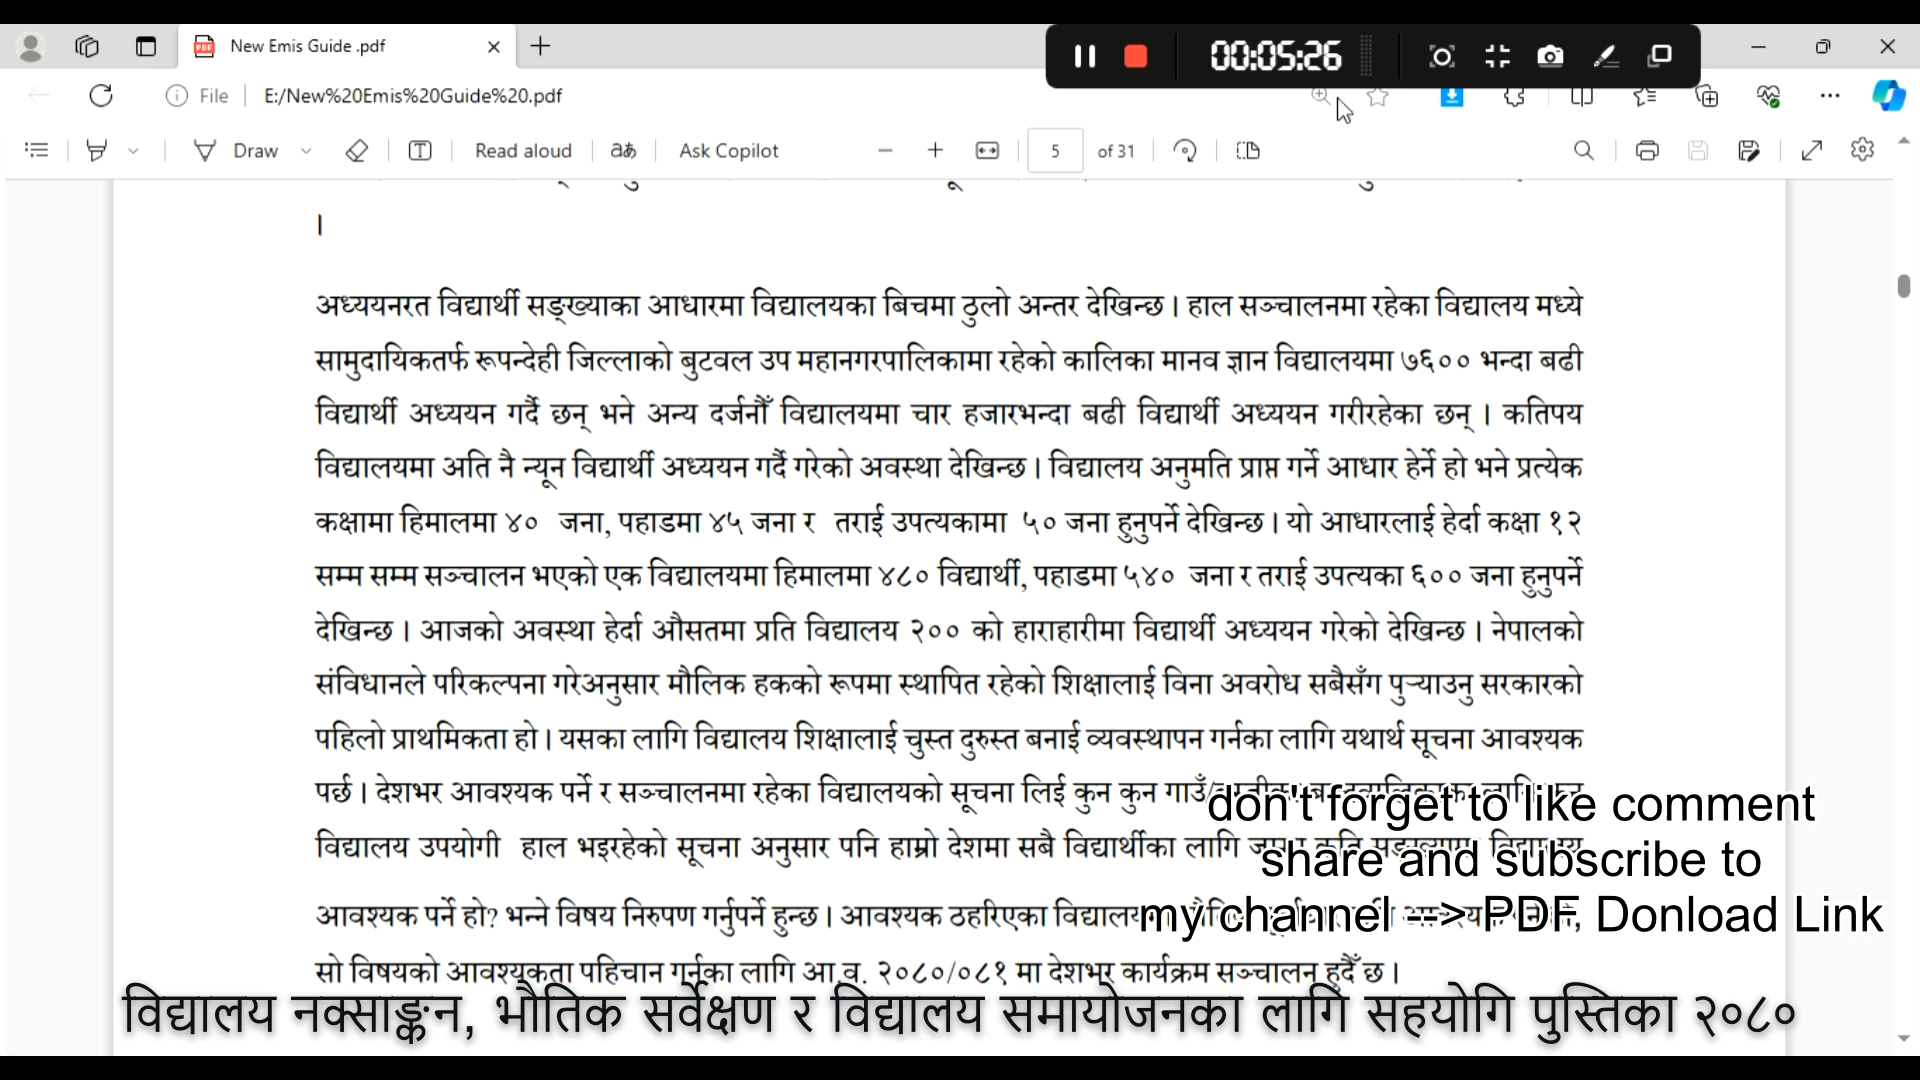 New Emis Guide .pdf
00:05:26
File
E:/New%20Emis%20Guide%20.pdf
Draw
Read aloud
aあ
Ask Copilot
5
of 31
।
अध्ययनरत विद्यार्थी सङ्ख्याका आधारमा विद्यालयका बिचमा ठुलो अन्तर देखिन्छ । हाल सञ्चालनमा रहेका विद्यालय मध्ये
सामुदायिकतर्फ रूपन्देही जिल्लाको बुटवल उप महानगरपालिकामा रहेको कालिका मानव ज्ञान विद्यालयमा ७६०० भन्दा बढी
विद्यार्थी अध्ययन गर्दै छन् भने अन्य दर्जनौँ विद्यालयमा चार हजारभन्दा बढी विद्यार्थी अध्ययन गरीरहेका छन् । कतिपय
विद्यालयमा अति नै न्यून विद्यार्थी अध्ययन गर्दै गरेको अवस्था देखिन्छ । विद्यालय अनुमति प्राप्त गर्ने आधार हेर्ने हो भने प्रत्येक
कक्षामा हिमालमा ४० जना, पहाडमा ४५ जना र तराई उपत्यकामा ५० जना हुनुपर्ने देखिन्छ । यो आधारलाई हेर्दा कक्षा १२
सम्म सम्म सञ्चालन भएको एक विद्यालयमा हिमालमा ४८० विद्यार्थी, पहाडमा ५४० जना र तराई उपत्यका ६०० जना हुनुपर्ने
देखिन्छ । आजको अवस्था हेर्दा औसतमा प्रति विद्यालय २०० को हाराहारीमा विद्यार्थी अध्ययन गरेको देखिन्छ । नेपालको
संविधानले परिकल्पना गरेअनुसार मौलिक हकको रूपमा स्थापित रहेको शिक्षालाई विना अवरोध सबैसँग पुऱ्याउनु सरकारको
पहिलो प्राथमिकता हो । यसका लागि विद्यालय शिक्षालाई चुस्त दुरुस्त बनाई व्यवस्थापन गर्नका लागि यथार्थ सूचना आवश्यक
पर्छ । देशभर आवश्यक पर्ने र सञ्चालनमा रहेका विद्यालयको सूचना लिई कुन कुन
विद्यालय उपयोगी हाल भइरहेको सूचना अनुसार पनि हाम्रो देशमा सबै विद्यार्थीका लागि
आवश्यक पर्ने हो? भन्ने विषय निरुपण गर्नुपर्ने हुन्छ । आवश्यक ठहरिएका
सो विषयको आवश्यकता पहिचान गर्नका लागि आ.व. २०८०/०८१ मा देशभर कार्यक्रम सञ्चालन हुदैँ छ ।
don't forget to like comment
share and subscribe to
my channel --> PDF Donload Link
विद्यालय नक्साङ्कन, भौतिक सर्वेक्षण र विद्यालय समायोजनका लागि सहयोगि पुस्तिका २०८०